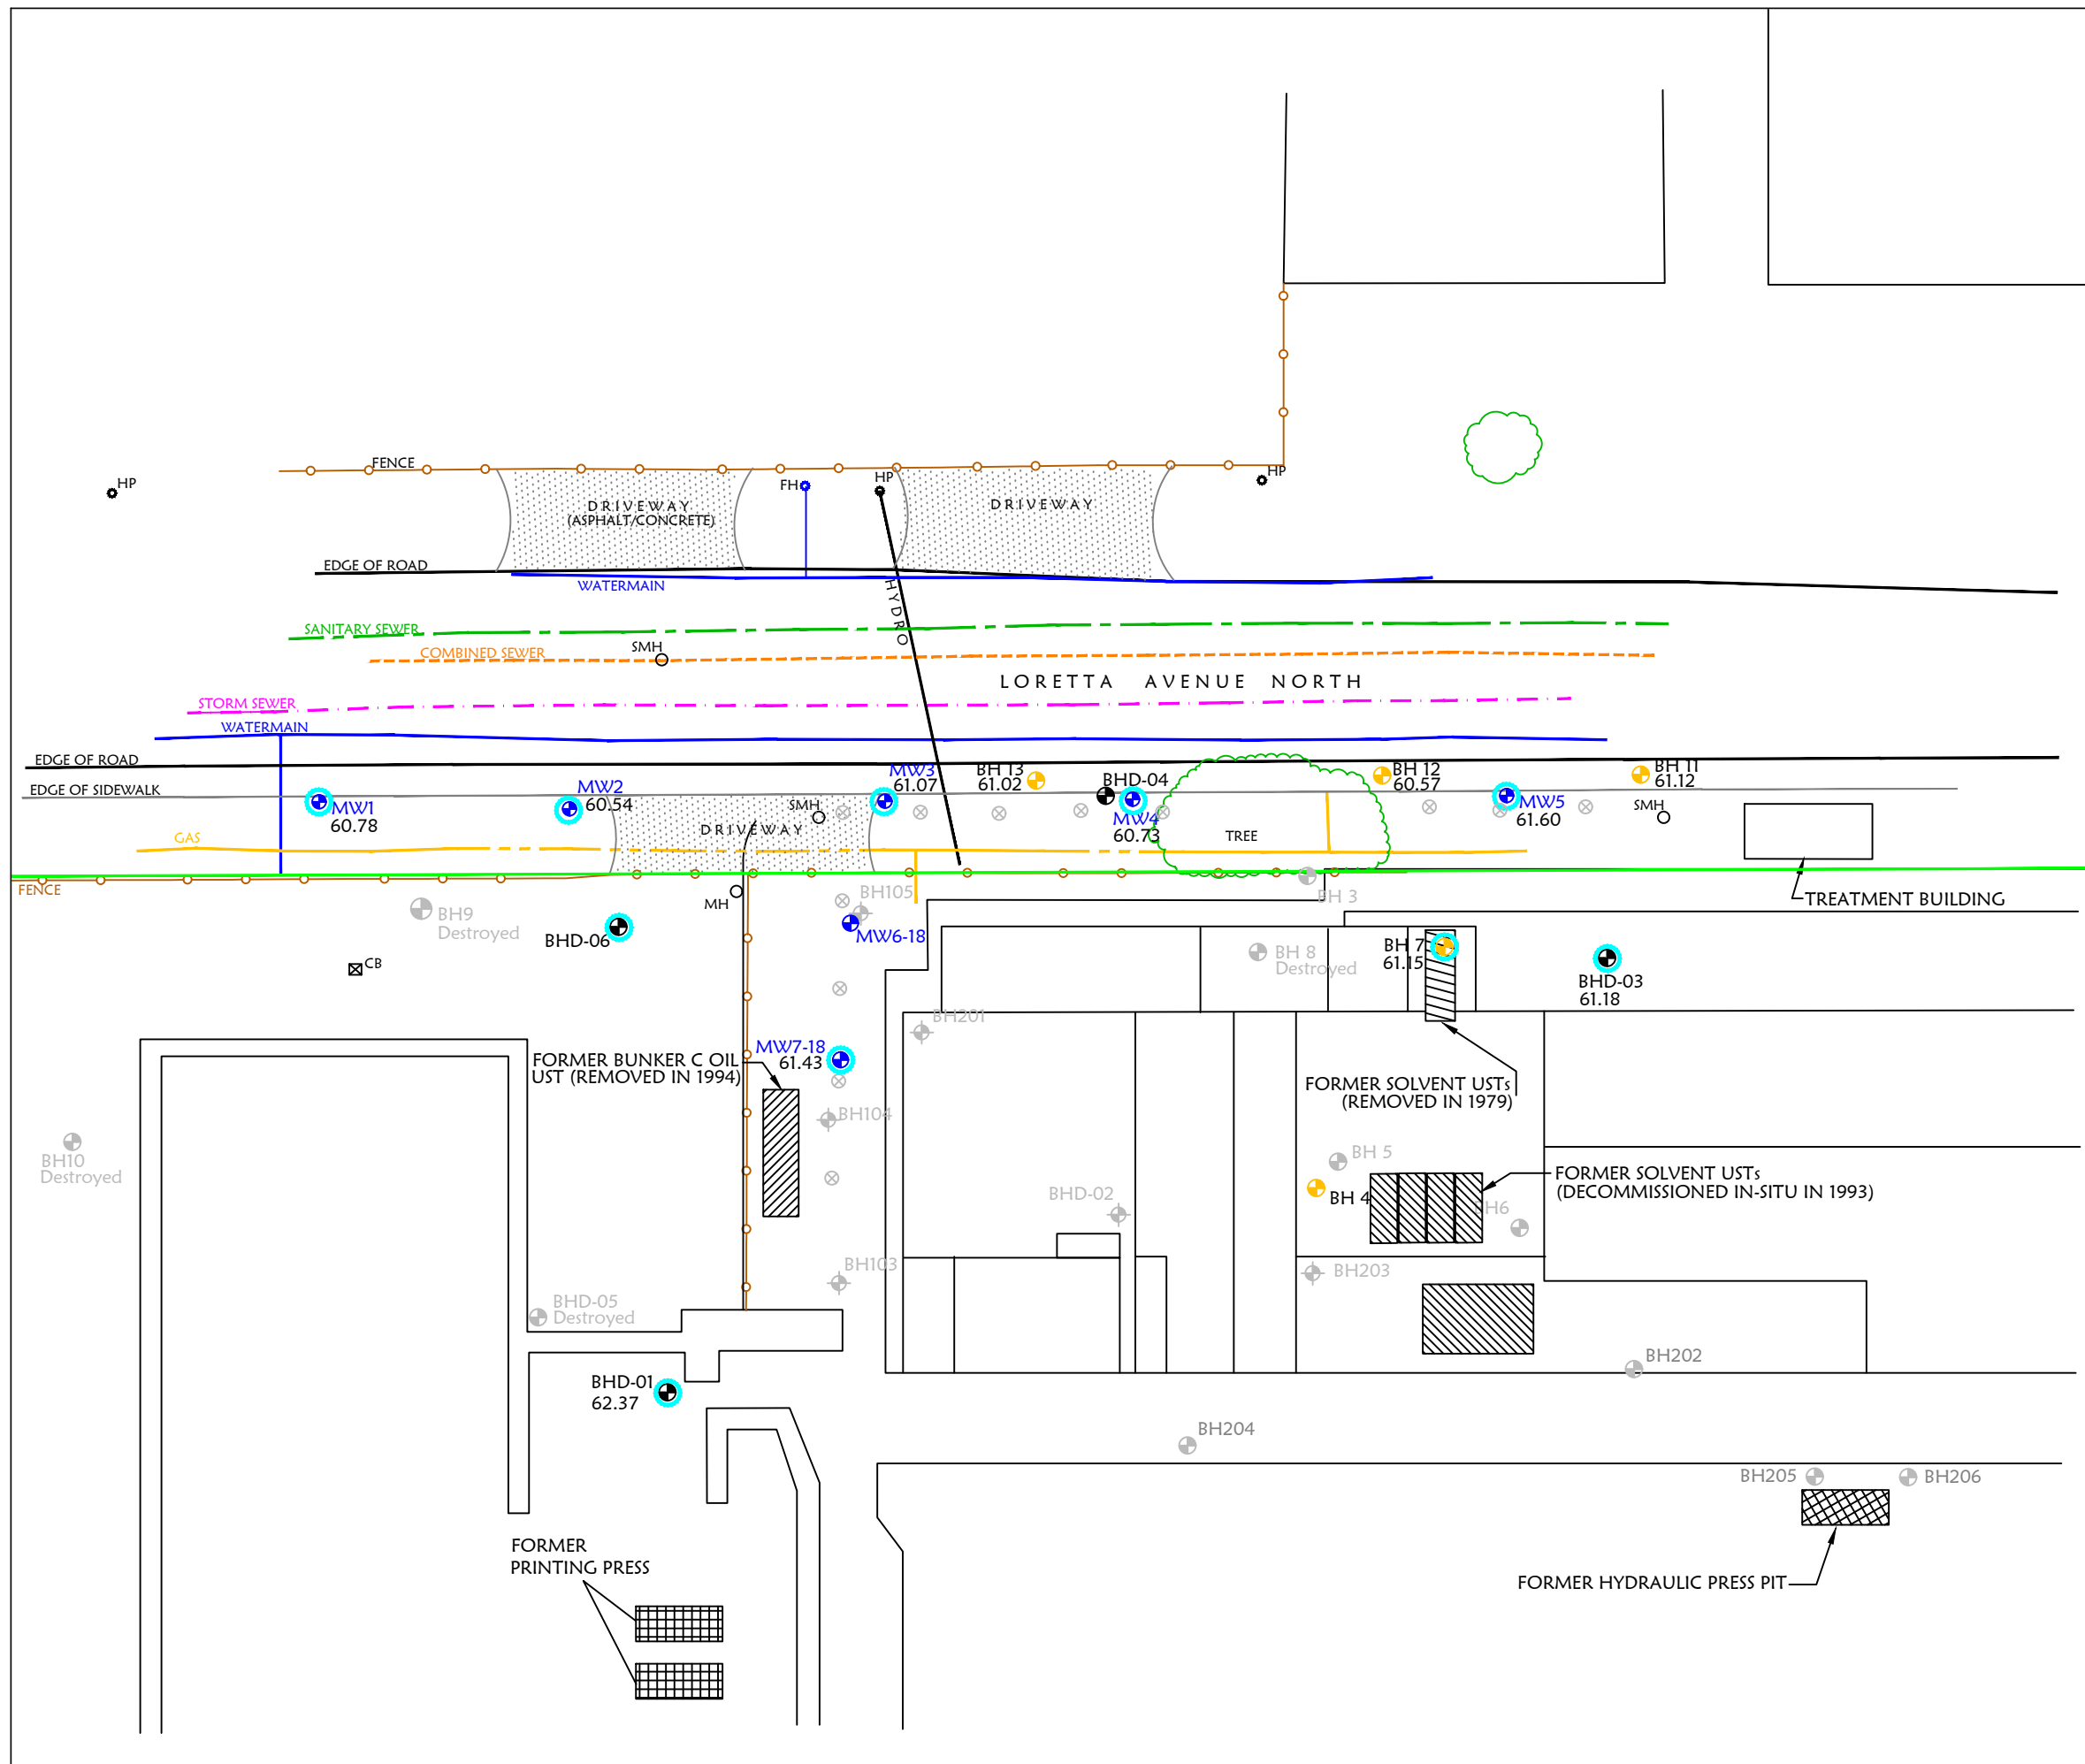 HP
FENCE
FH
HP
HP
DRIVEWAY
(ASPHALT/CONCRETE)
DRIVEWAY
EDGE OF ROAD
WATERMAIN
HYDRO
SANITARY SEWER
COMBINED SEWER
SMH
LORETTA AVENUE NORTH
STORM SEWER
WATERMAIN
EDGE OF ROAD
EDGE OF SIDEWALK
MW1
60.78
MW2
60.54
SMH
DRIVEWAY
MW3
61.07
BH 13
61.02
BHD-04
MW4
60.73
TREE
BH 12
60.57
MW5
61.60
BH 11
61.12
SMH
GAS
FENCE
TREATMENT BUILDING
BH9
Destroyed
BHD-06
MH
BH105
MW6-18
BH 3
BH 8
Destroyed
BH 7
61.15
BHD-03
61.18
CB
BH201
MW7-18
61.43
FORMER BUNKER C OIL
UST (REMOVED IN 1994)
FORMER SOLVENT USTs
(REMOVED IN 1979)
BH104
BH10
Destroyed
BH 5
BH 4
FORMER SOLVENT USTs
(DECOMMISSIONED IN-SITU IN 1993)
BH6
BHD-02
BH103
BH203
BHD-05
Destroyed
BH202
BHD-01
62.37
BH204
BH205
BH206
FORMER
PRINTING PRESS
FORMER HYDRAULIC PRESS PIT